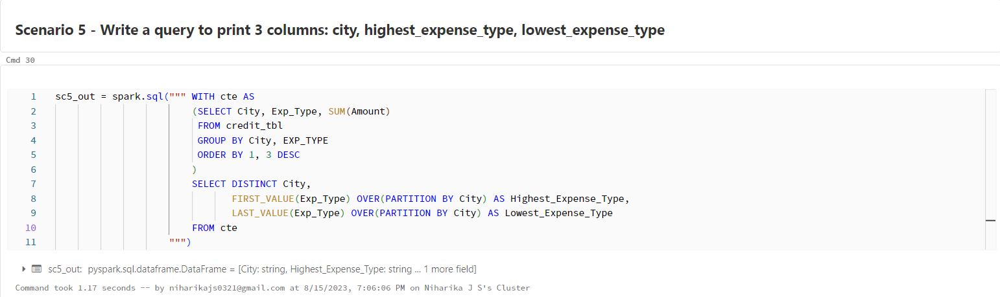 Scenario 5 - Write a query to print 3 columns: city, highest_expense_type, lowest_expense_type
Cmd 30
1 sc5_out = spark.sql(""" WITH cte AS
2 (SELECT City, Exp_Type, SUM(Amount)
3 FROM credit_tbl
4 GROUP BY City, EXP_TYPE
5 ORDER BY 1, 3 DESC
6 )
7 SELECT DISTINCT City,
8 FIRST_VALUE(Exp_Type) OVER(PARTITION BY City) AS Highest_Expense_Type,
9 LAST_VALUE(Exp_Type) OVER(PARTITION BY City) AS Lowest_Expense_Type
10 FROM cte
11 """)
sc5_out: pyspark.sql.dataframe.DataFrame = [City: string, Highest_Expense_Type: string ... 1 more field]
Command took 1.17 seconds -- by niharikajs0321@gmail.com at 8/15/2023, 7:06:06 PM on Niharika J S's Cluster